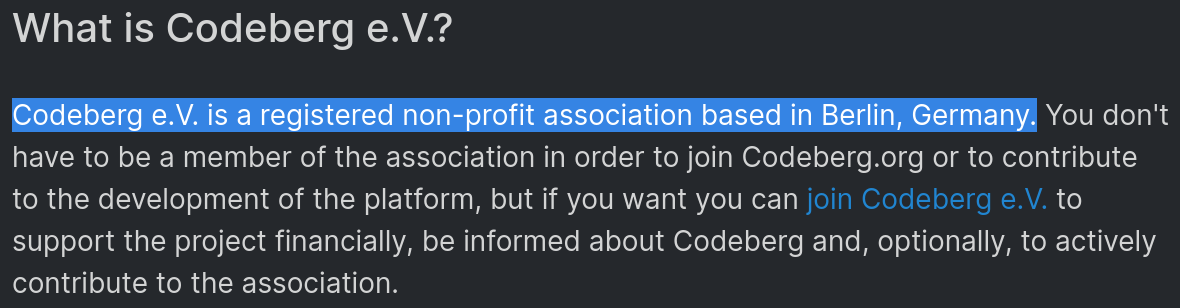 What is Codeberg e.V.?
Codeberg e.V. is a registered non-profit association based in Berlin, Germany. You don't
have to be a member of the association in order to join Codeberg.org or to contribute
to the development of the platform, but if you want you can join Codeberg e.V. to
support the project financially, be informed about Codeberg and, optionally, to actively
contribute to the association.